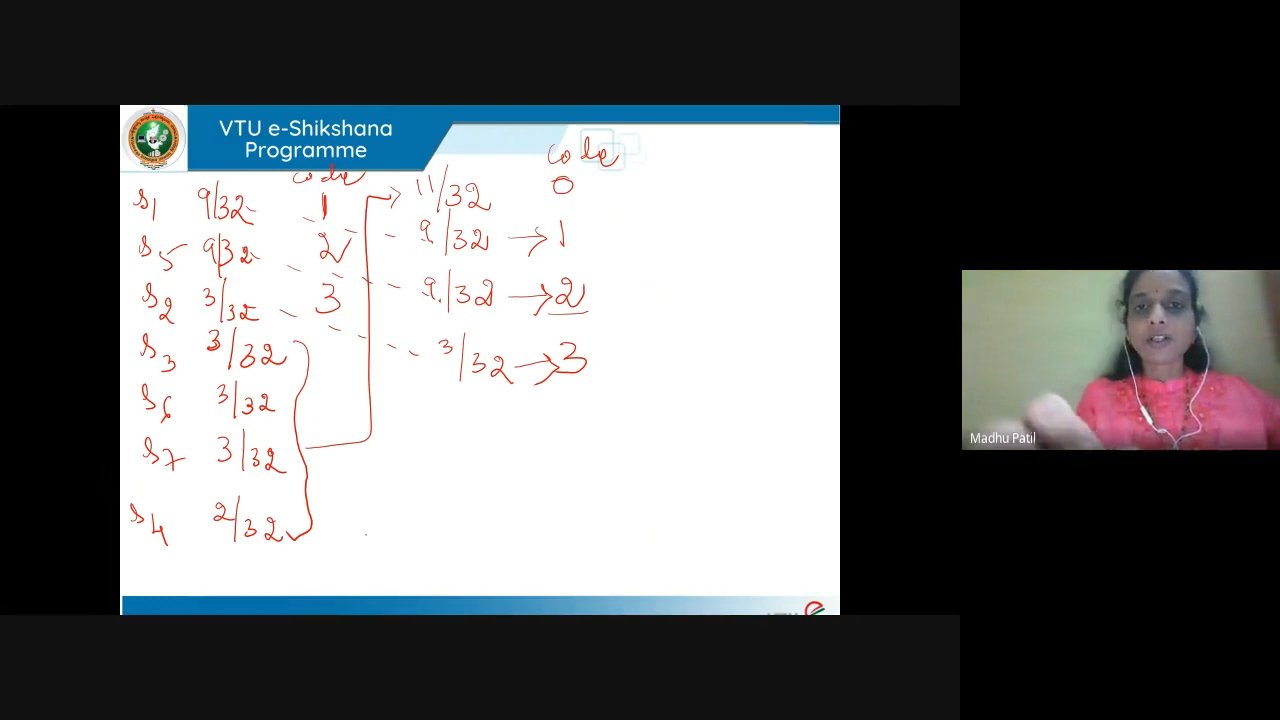 VTU e-Shikshana
Programme
code
code
s1 9/32 1
11/32 0
s5 9/32 2
9/32 → 1
s2 3/32 3
9/32 → 2
s3 3/32
3/32 → 3
s6 3/32
s7 3/32
s4 2/32
Madhu Patil